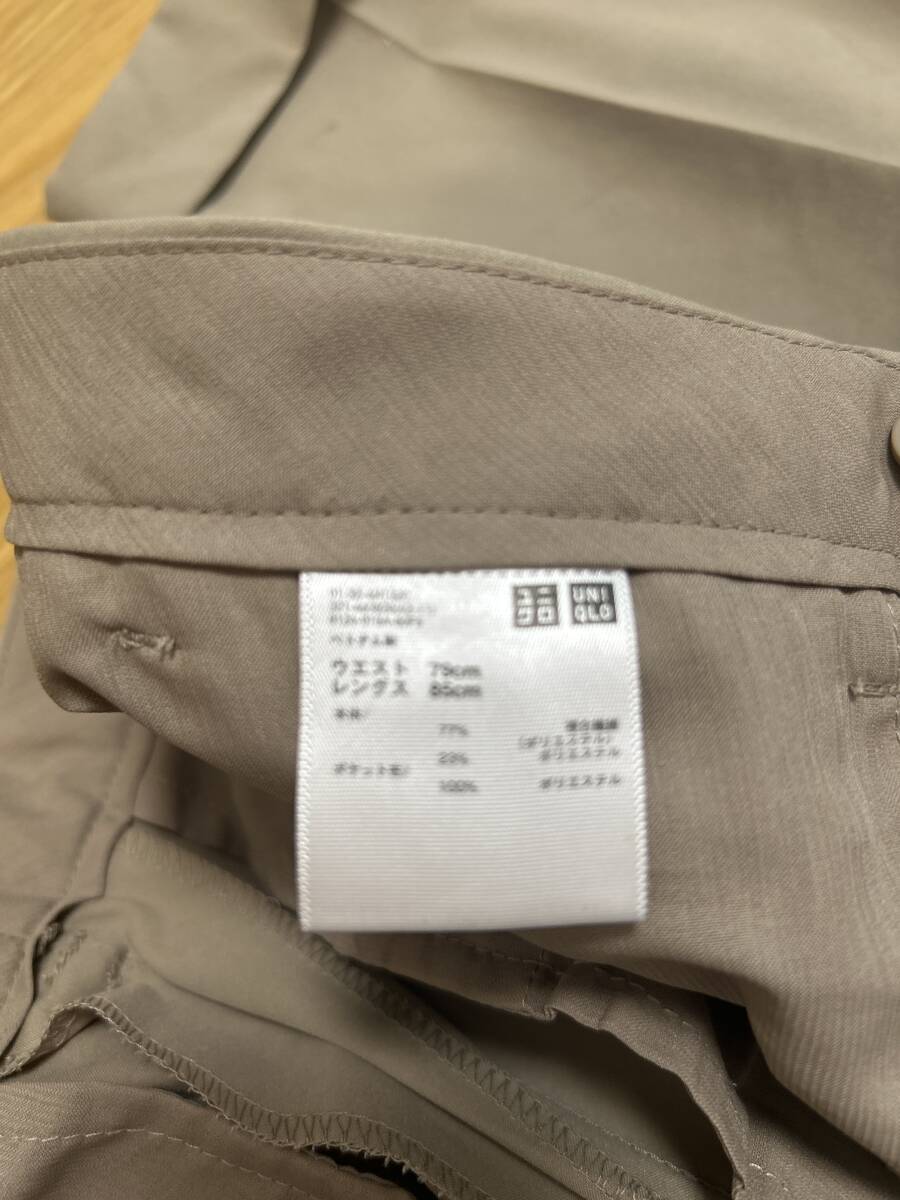 ユニ
クロ
UNI
QLO
ベトナム製
ウエスト 79cm
レングス 85cm
本体/
77% 複合繊維
(ポリエステル)
23% ポリエステル
ポケット布/
100% ポリエステル